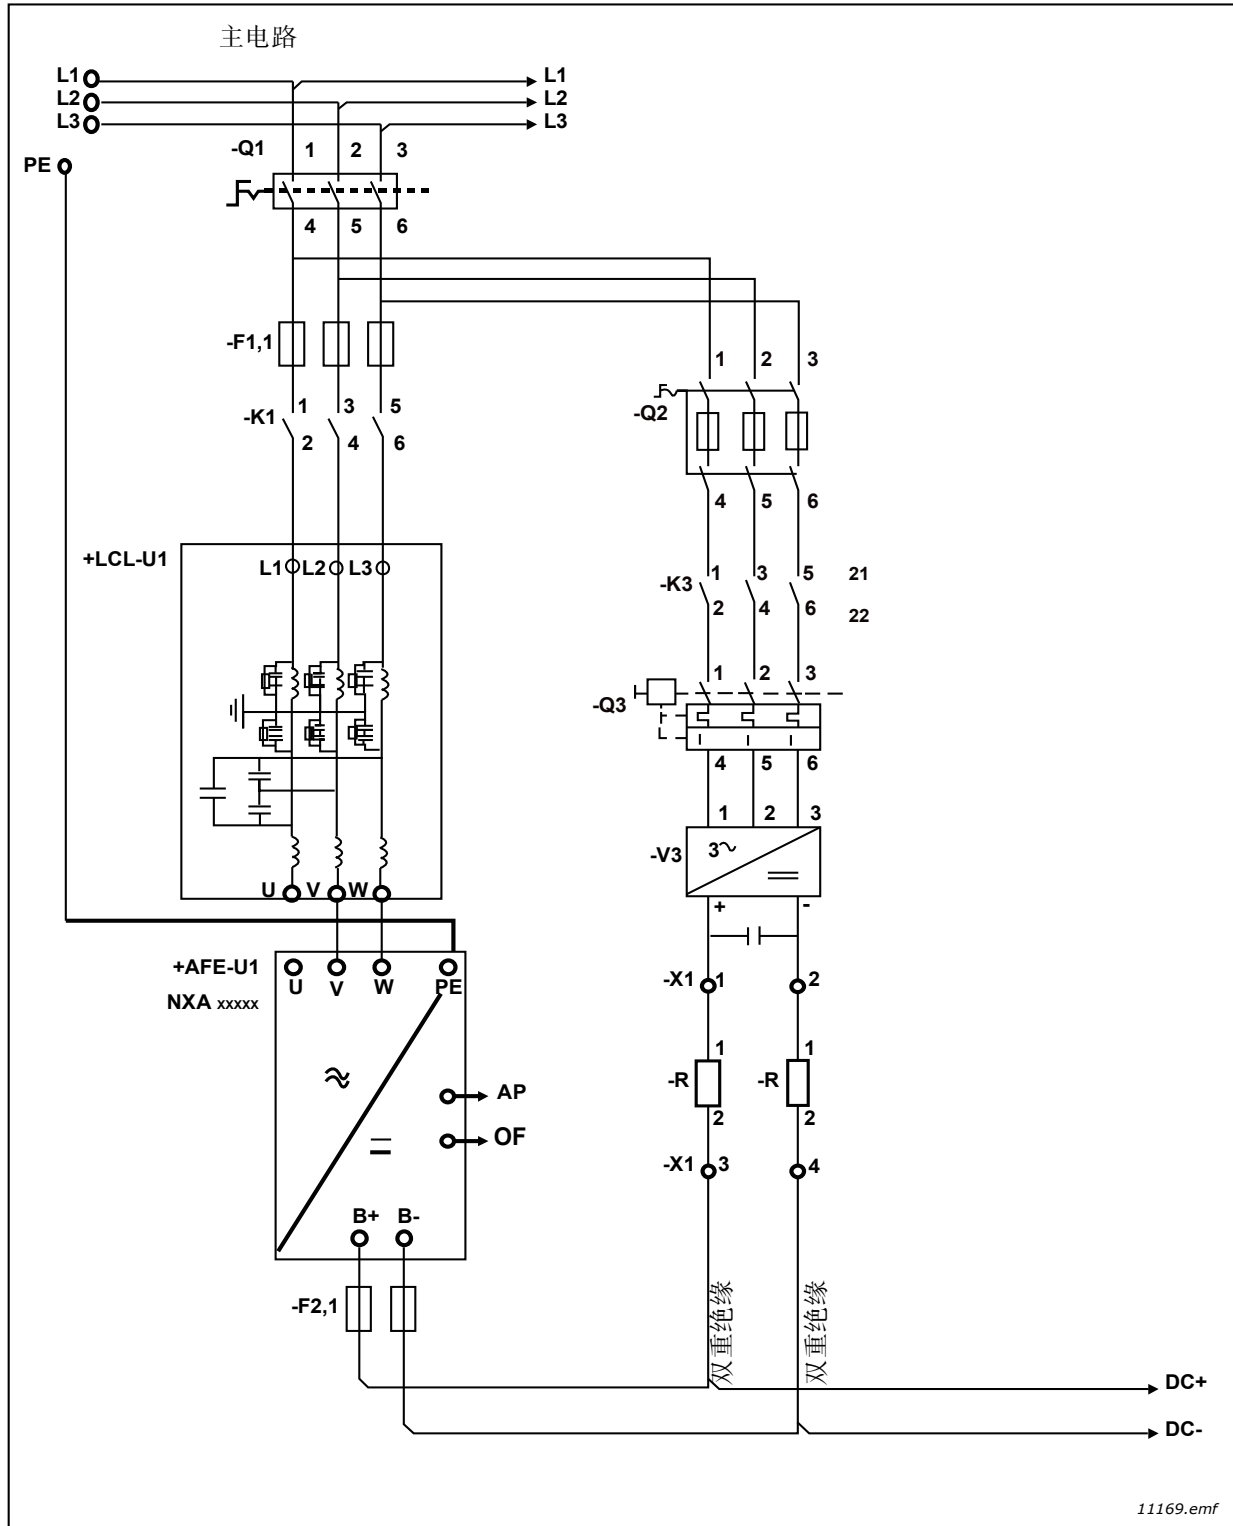 主电路
L1 L1
L2 L2
L3 L3
PE
-Q1 1 2 3
4 5 6
-F1,1
1 2 3
-K1 1 3 5
2 4 6
-Q2
4 5 6
+LCL-U1
L1 L2 L3
-K3 1 3 5 21
2 4 6 22
1 2 3
-Q3
4 5 6
1 2 3
-V3 3
+ -
U V W
+AFE-U1
U V W PE
NXA xxxxx
-X1 1 2
1 1
-R -R
2 2
AP
OF
-X1 3 4
B+ B-
-F2,1
双重绝缘 双重绝缘
DC+
DC-
11169.emf